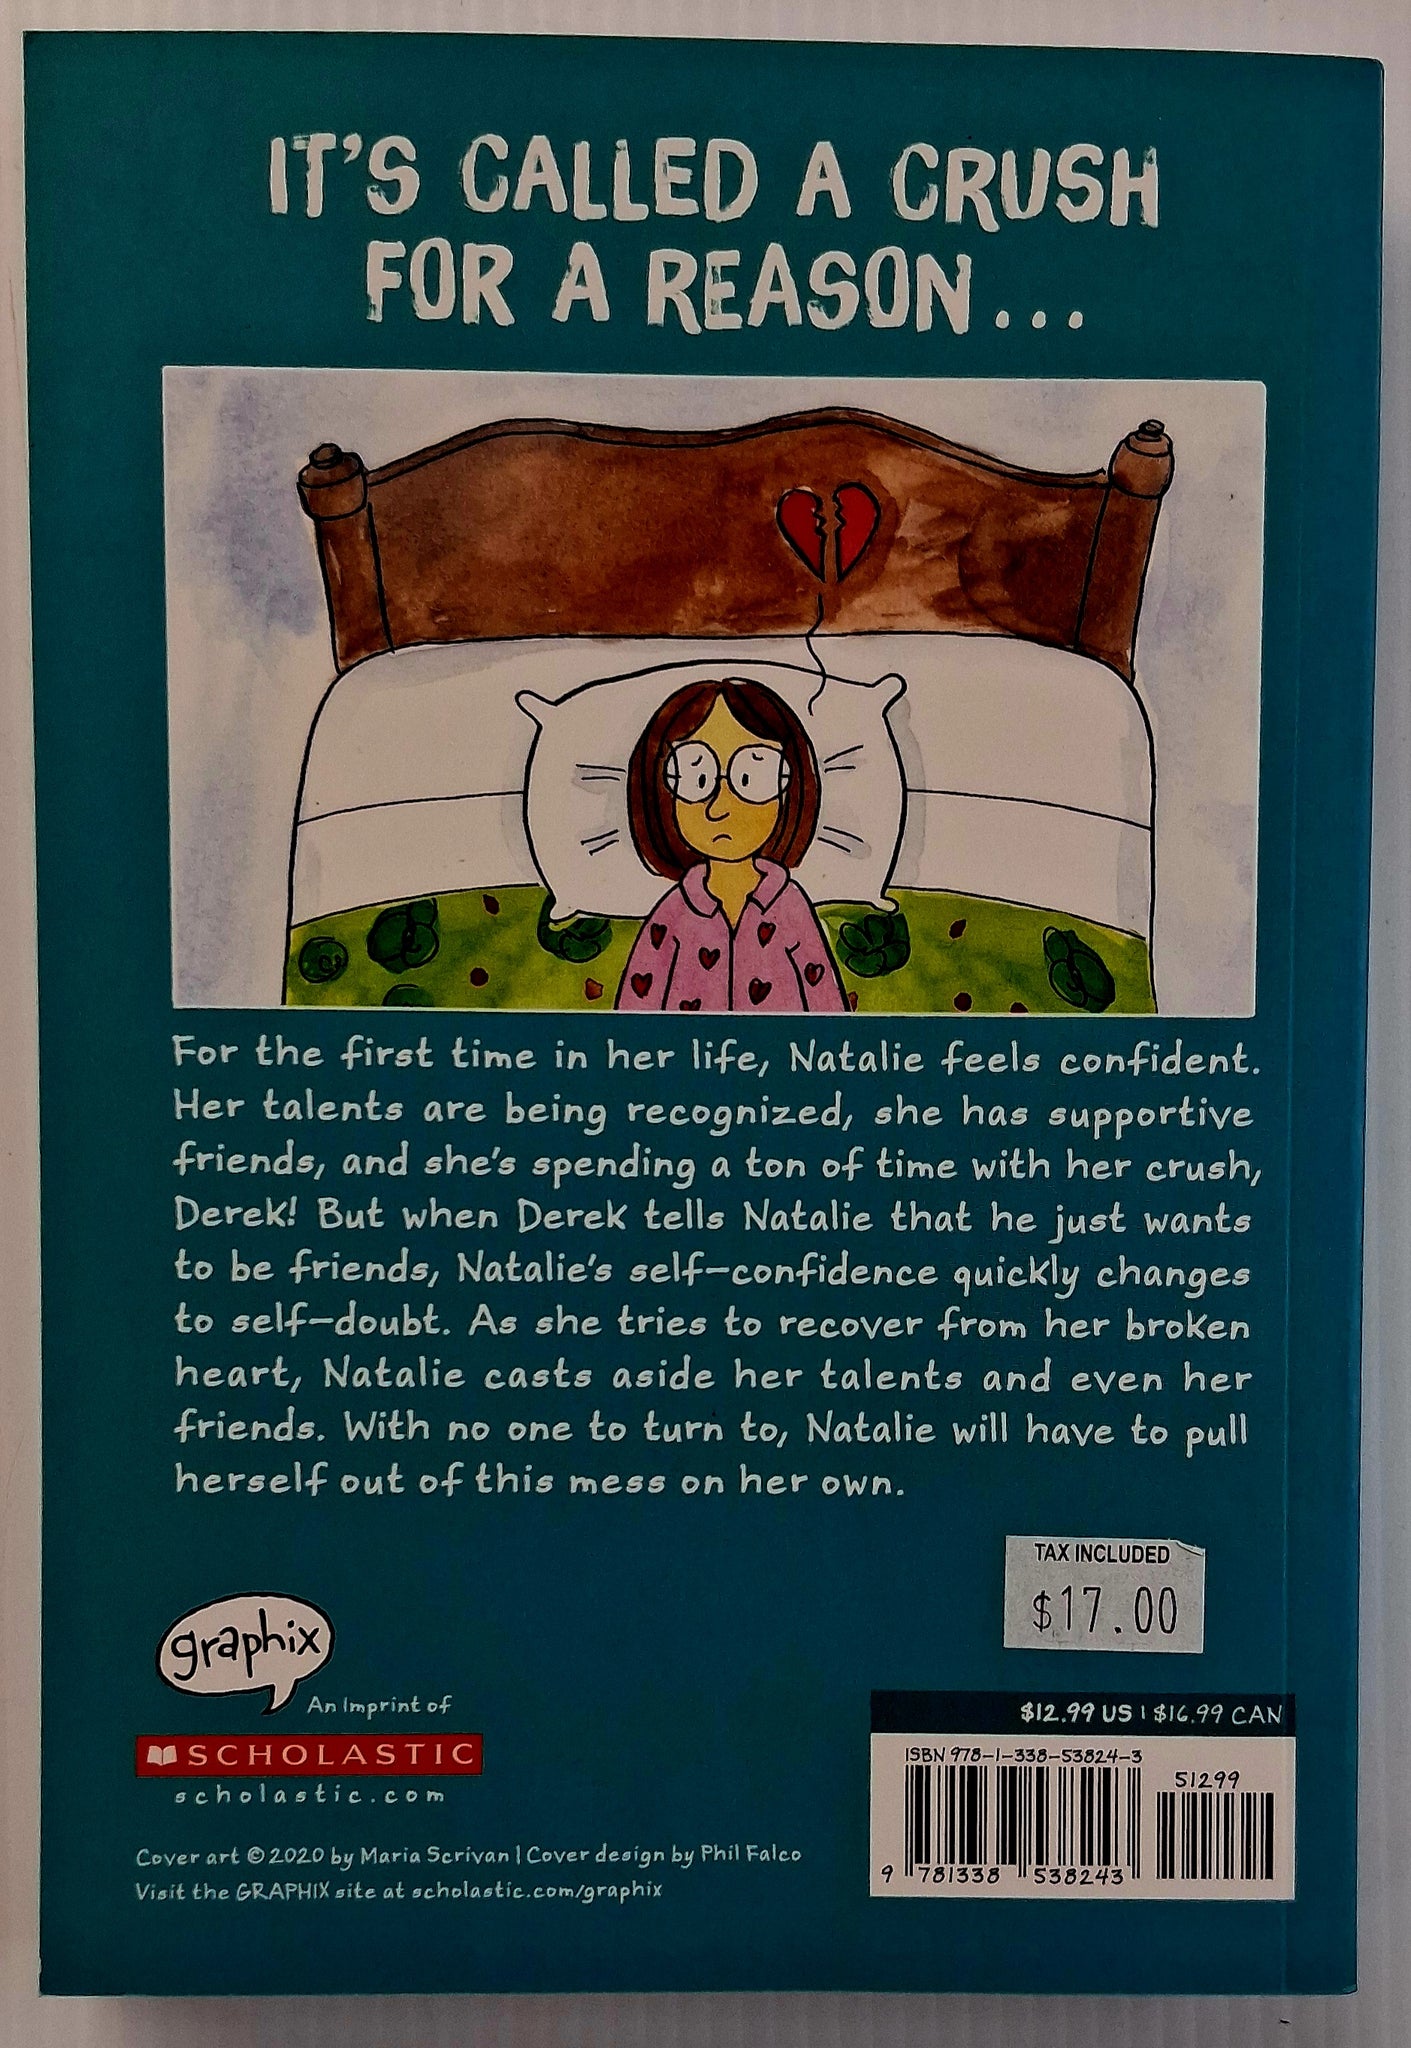 IT'S CALLED A CRUSH
FOR A REASON...
For the first time in her life, Natalie feels confident.
Her talents are being recognized, she has supportive
friends, and she's spending a ton of time with her crush,
Derek! But when Derek tells Natalie that he just wants
to be friends, Natalie's self-confidence quickly changes
to self-doubt. As she tries to recover from her broken
heart, Natalie casts aside her talents and even her
friends. With no one to turn to, Natalie will have to pull
herself out of this mess on her own.
TAX INCLUDED
$17.00
graphix
An Imprint of
SCHOLASTIC
scholastic.com
Cover art © 2020 by Maria Scrivan | Cover design by Phil Falco
Visit the GRAPHIX site at scholastic.com/graphix
$12.99 US | $16.99 CAN
ISBN 978-1-338-53824-3
51299
9 781338 538243